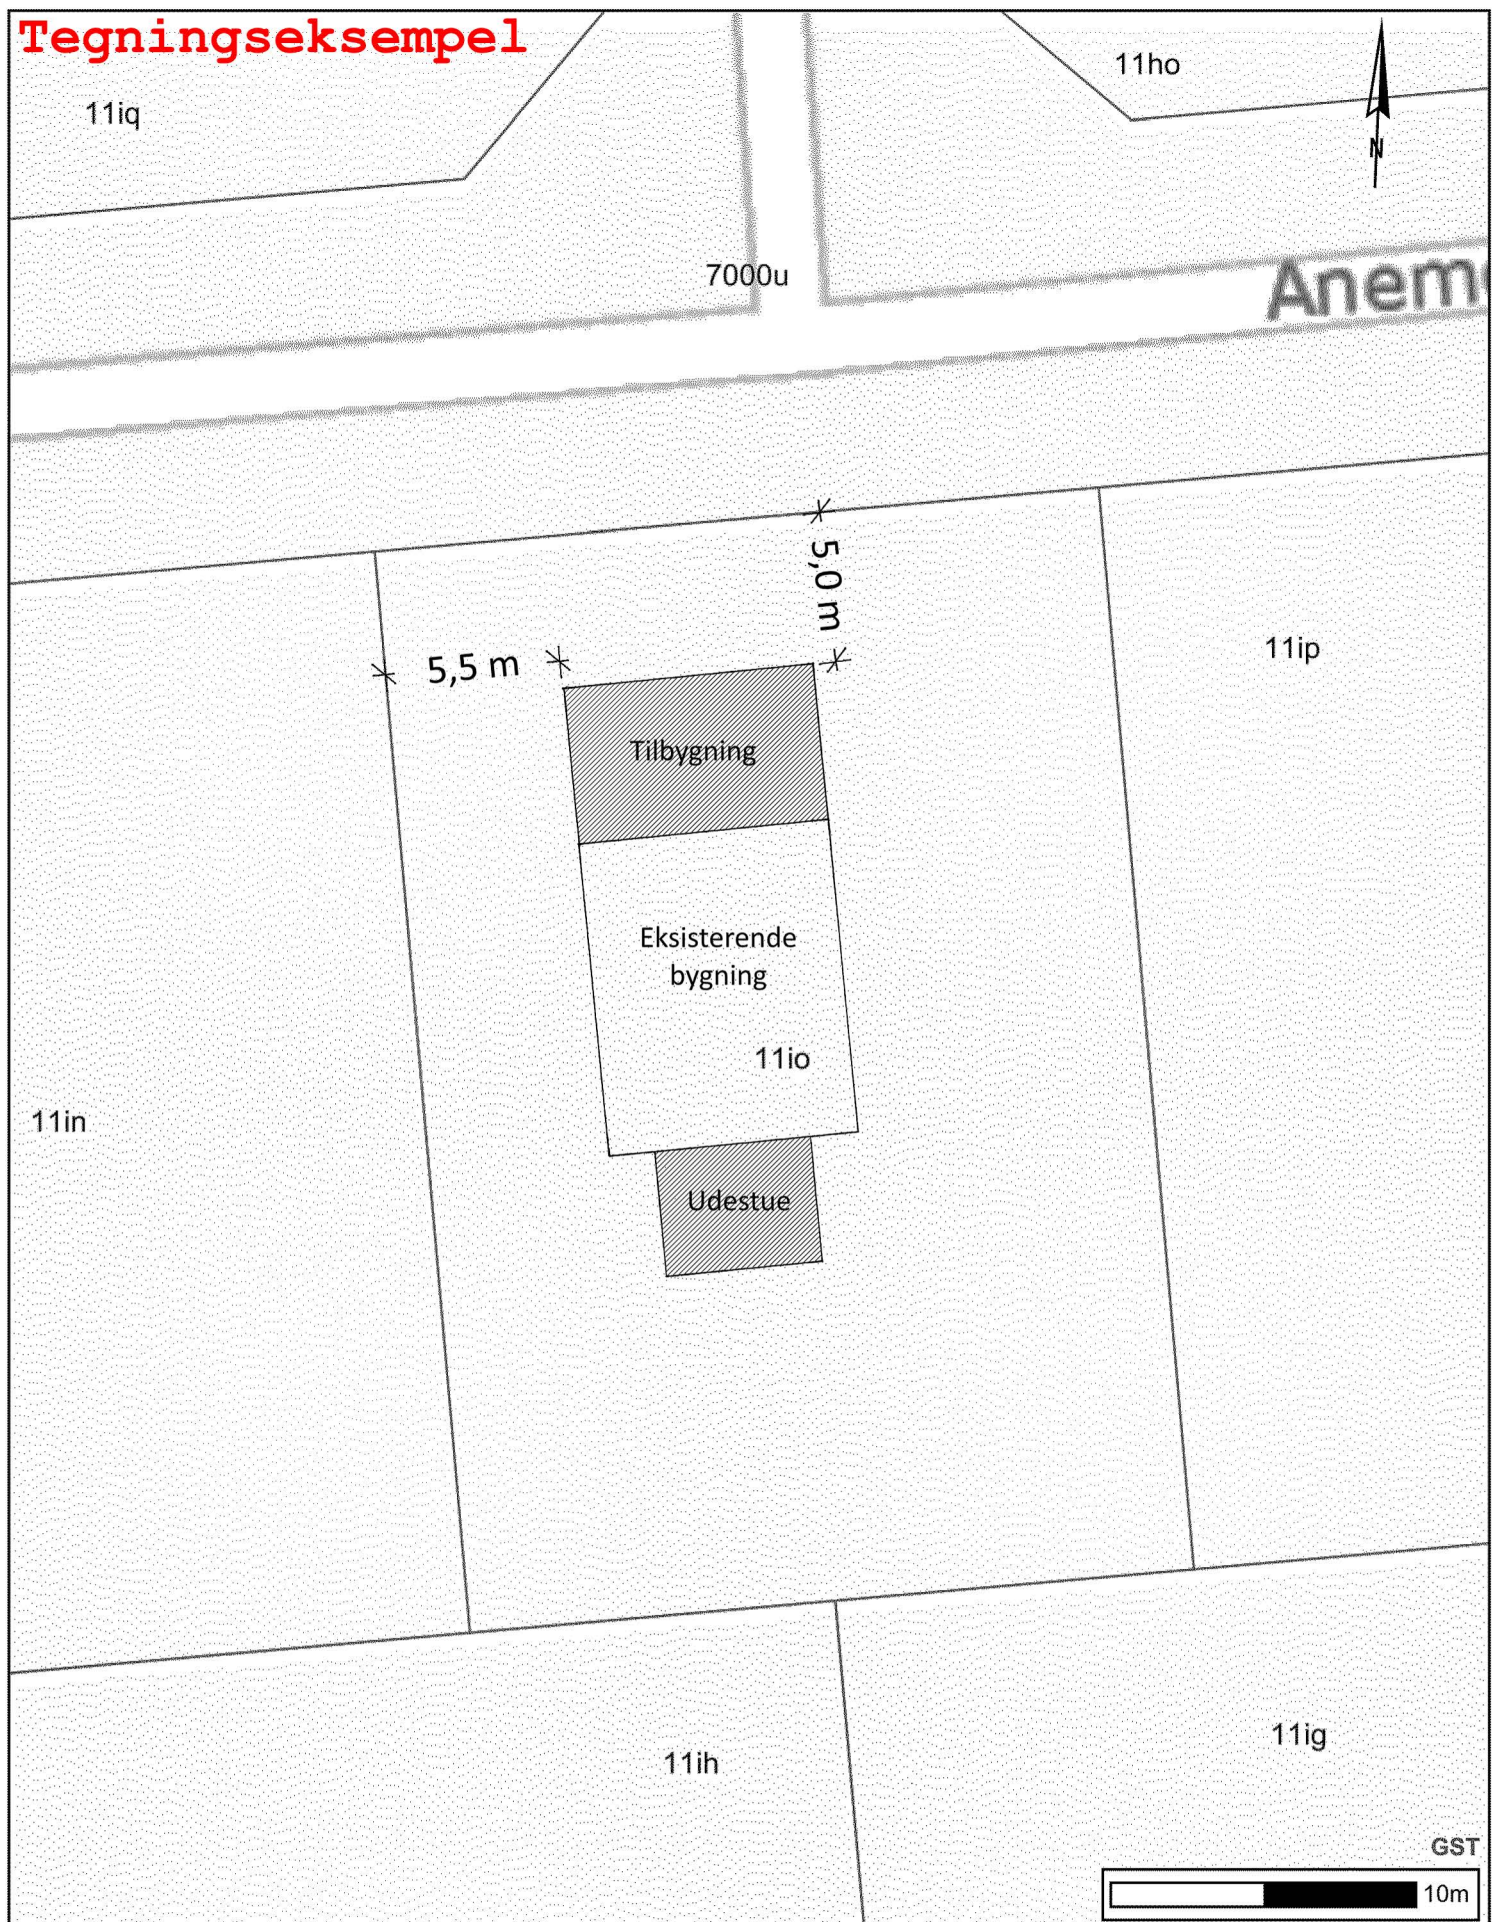 Tegningseksempel
11ho
11iq
N
7000u
Anem
5,0 m
5,5 m
11ip
Tilbygning
Eksisterende
bygning
11io
11in
Udestue
11ig
11ih
GST
10m